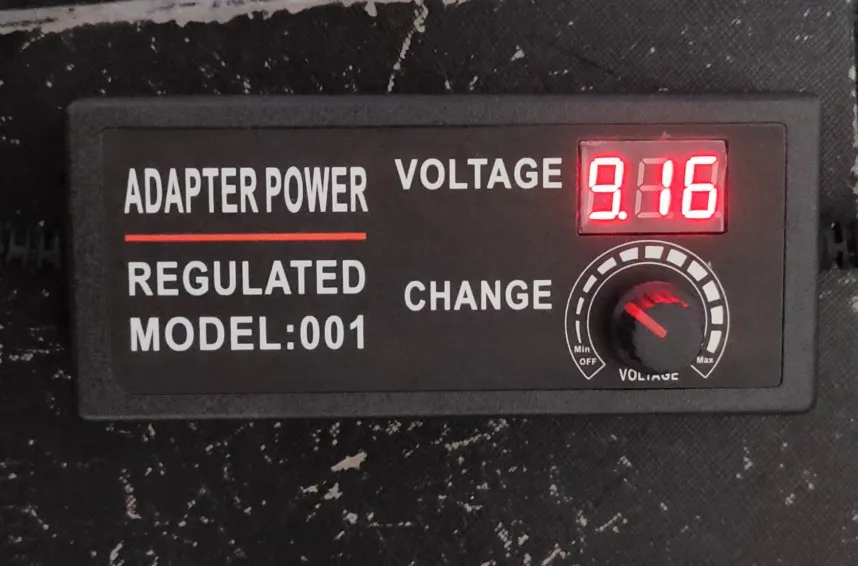 ADAPTER POWER
REGULATED
MODEL:001
VOLTAGE
9.16
CHANGE
Min
OFF
Max
VOLTAGE